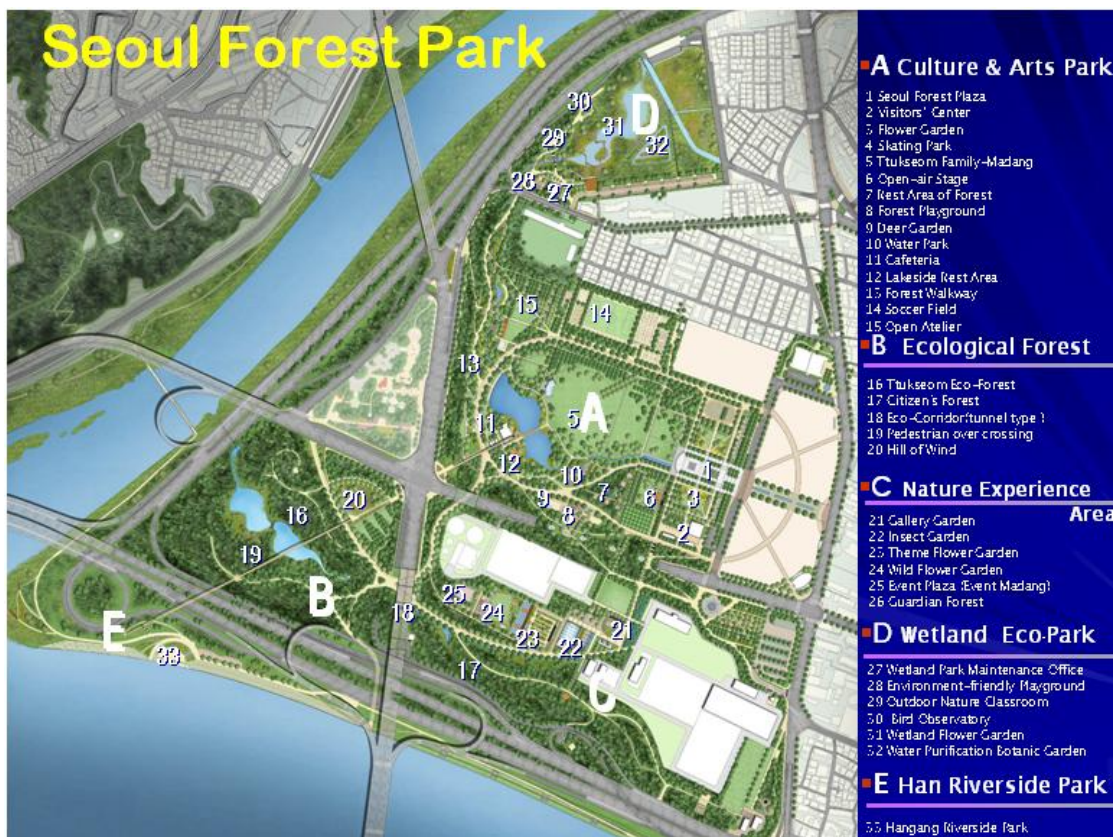 Seoul Forest Park
30
D
31
29
32
28
27
15
14
13
A
5
11
12
10
1
9
7
6
3
8
2
20
16
19
B
18
25
24
23
22
21
17
C
E
33
A Culture & Arts Park
1 Seoul Forest Plaza
2 Visitors' Center
3 Flower Garden
4 Skating Park
5 Ttukseom Family-Madang
6 Open-air Stage
7 Rest Area of Forest
8 Forest Playground
9 Deer Garden
10 Water Park
11 Cafeteria
12 Lakeside Rest Area
13 Forest Walkway
14 Soccer Field
15 Open Atelier
B Ecological Forest
16 Ttukseom Eco-Forest
17 Citizen's Forest
18 Eco-Corridor(tunnel type )
19 Pedestrian over crossing
20 Hill of Wind
C Nature Experience
Area
21 Gallery Garden
22 Insect Garden
23 Theme Flower Garden
24 Wild Flower Garden
25 Event Plaza (Event Madang)
26 Guardian Forest
D Wetland Eco-Park
27 Wetland Park Maintenance Office
28 Environment-friendly Playground
29 Outdoor Nature Classroom
30 Bird Observatory
31 Wetland Flower Garden
32 Water Purification Botanic Garden
E Han Riverside Park
33 Hangang Riverside Park